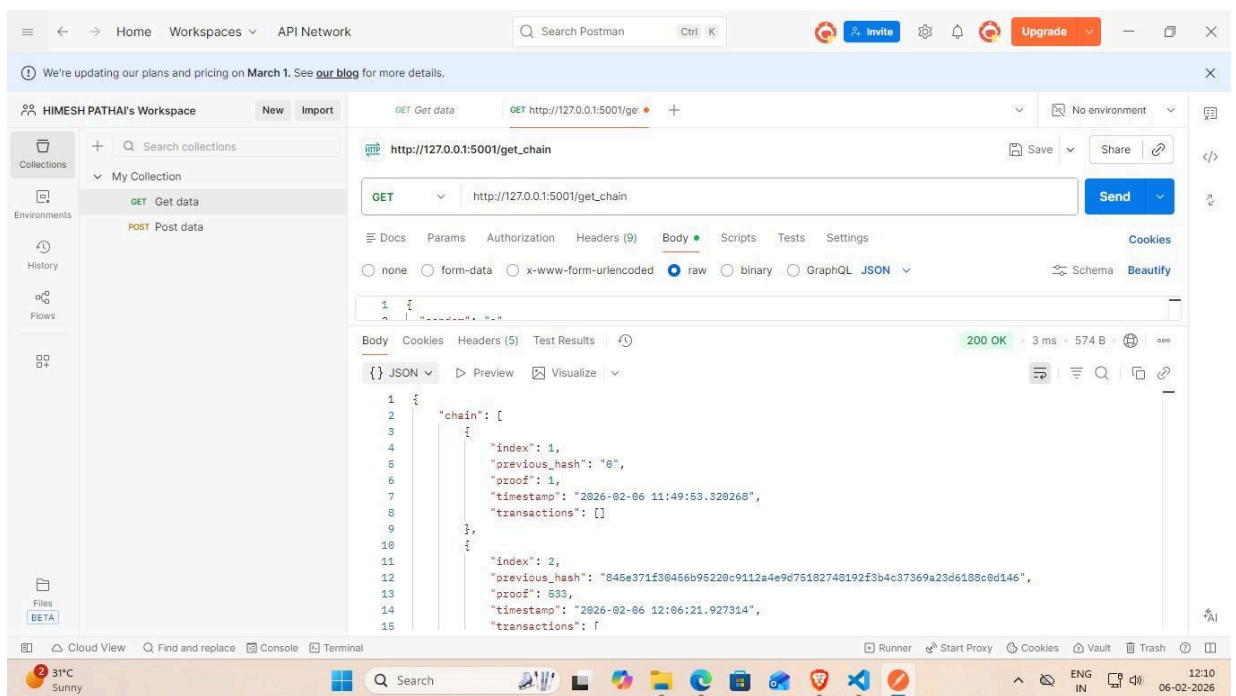 Home Workspaces API Network Search Postman Ctrl K Invite Upgrade
We're updating our plans and pricing on March 1. See our blog for more details.
HIMESH PATHAI's Workspace New Import GET Get data GET http://127.0.0.1:5001/ge No environment
Collections
Search collections
http://127.0.0.1:5001/get_chain Save Share
My Collection
GET Get data
GET http://127.0.0.1:5001/get_chain Send
Environments
POST Post data
Docs Params Authorization Headers (9) Body Scripts Tests Settings Cookies
History
none form-data x-www-form-urlencoded raw binary GraphQL JSON Schema Beautify
1 {
Flows
Body Cookies Headers (5) Test Results 200 OK 3 ms 574 B
{} JSON Preview Visualize
1 {
2 "chain": [
3 {
4 "index": 1,
5 "previous_hash": "0",
6 "proof": 1,
7 "timestamp": "2026-02-06 11:49:53.320268",
8 "transactions": []
9 },
10 {
11 "index": 2,
12 "previous_hash": "845e371f30456b95220c9112a4e9d75182748192f3b4c37369a23d6188c0d146",
13 "proof": 533,
14 "timestamp": "2026-02-06 12:06:21.927314",
15 "transactions": [
Files
BETA
AI
Cloud View Find and replace Console Terminal Runner Start Proxy Cookies Vault Trash
2 31°C
Sunny
Search
ENG
IN
12:10
06-02-2026